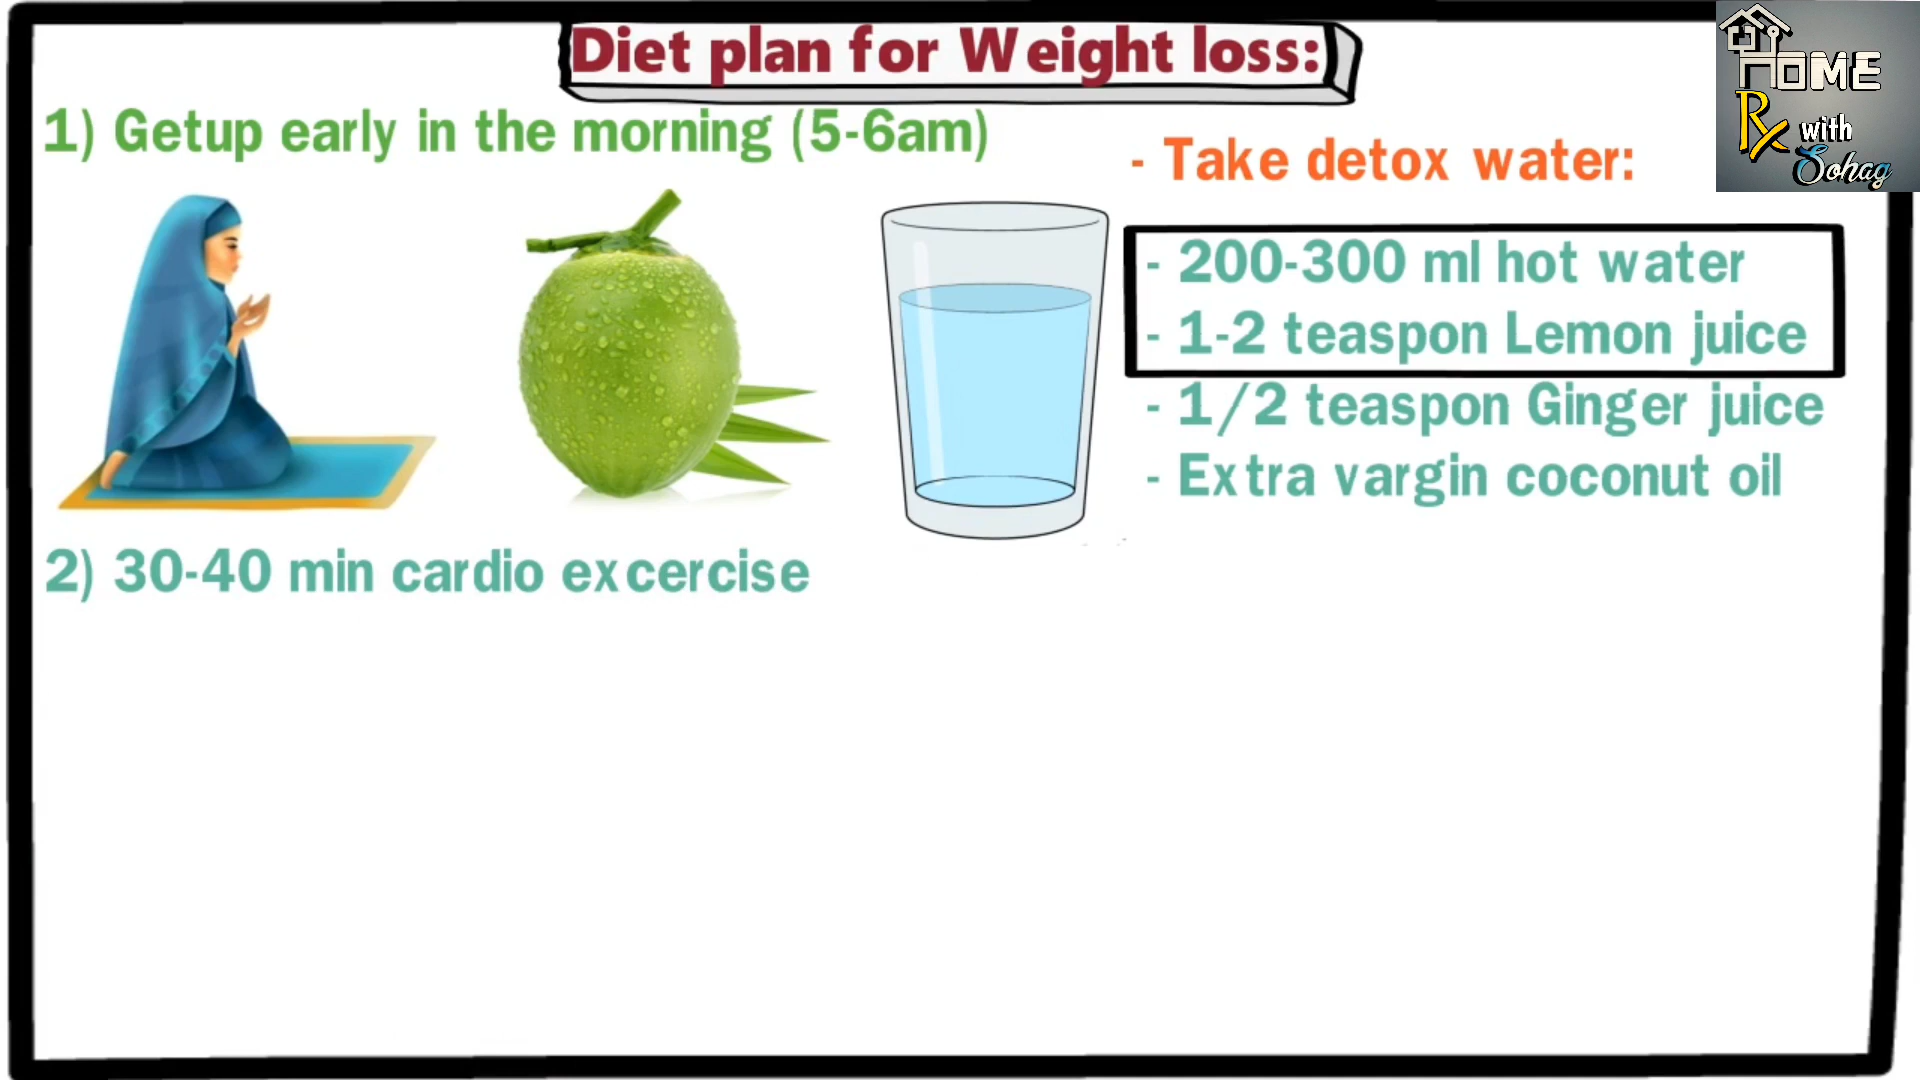 Diet plan for Weight loss:
HOME
Rx with
Sohag
1) Getup early in the morning (5-6am)
- Take detox water:
- 200-300 ml hot water
- 1-2 teaspon Lemon juice
- 1/2 teaspon Ginger juice
- Extra vargin coconut oil
2) 30-40 min cardio excercise